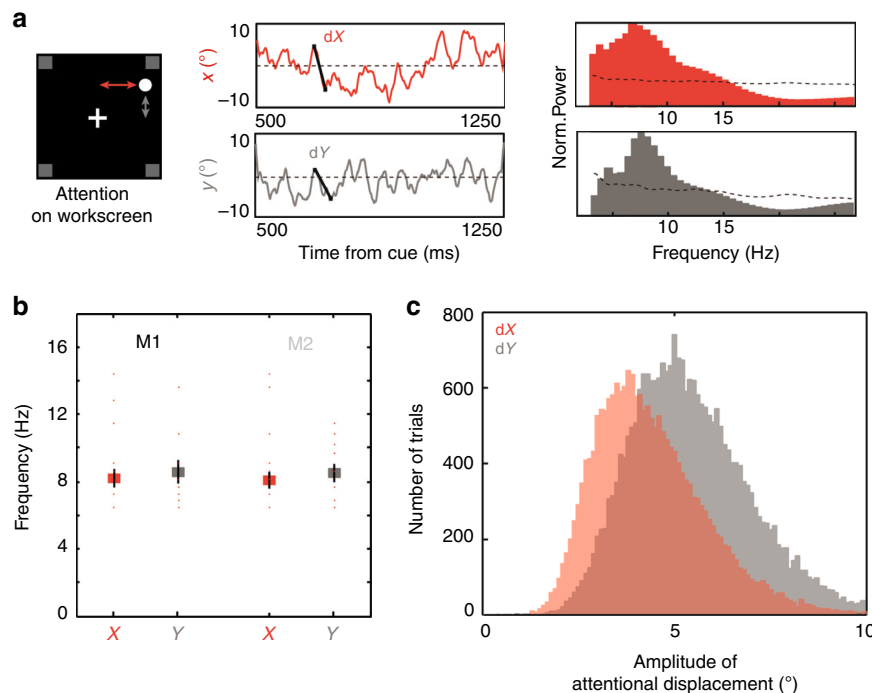 a
Attention
on workscreen
x (°)
10
−10
dX
500
1250
y (°)
10
−10
dY
500
1250
Time from cue (ms)
Norm.Power
10
15
10
15
Frequency (Hz)
b
Frequency (Hz)
16
12
8
4
0
M1
M2
X
Y
X
Y
c
Number of trials
800
600
400
200
0
dX
dY
0
5
10
Amplitude of
attentional displacement (°)